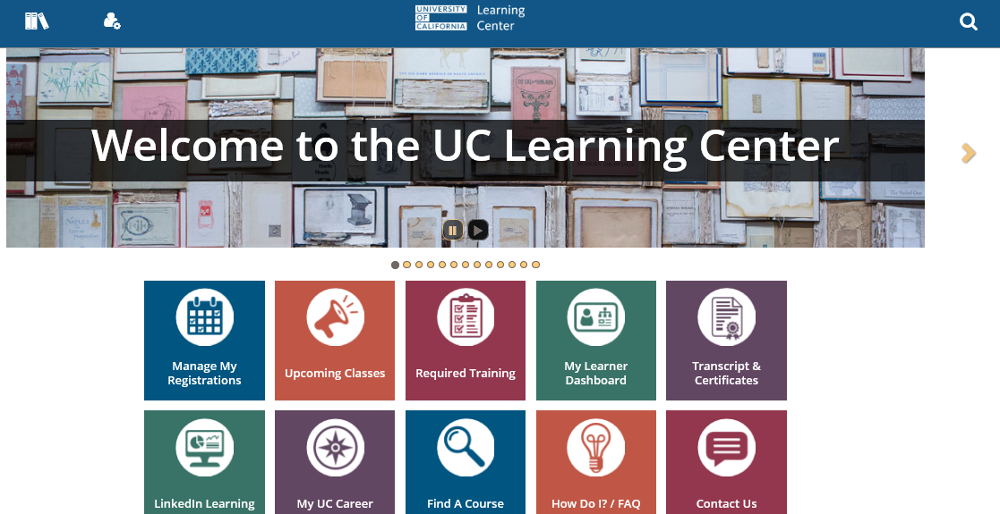 UNIVERSITY
OF
CALIFORNIA
Learning
Center
Welcome to the UC Learning Center
Manage My
Registrations
Upcoming Classes
Required Training
My Learner
Dashboard
Transcript &
Certificates
LinkedIn Learning
My UC Career
Find A Course
How Do I? / FAQ
Contact Us